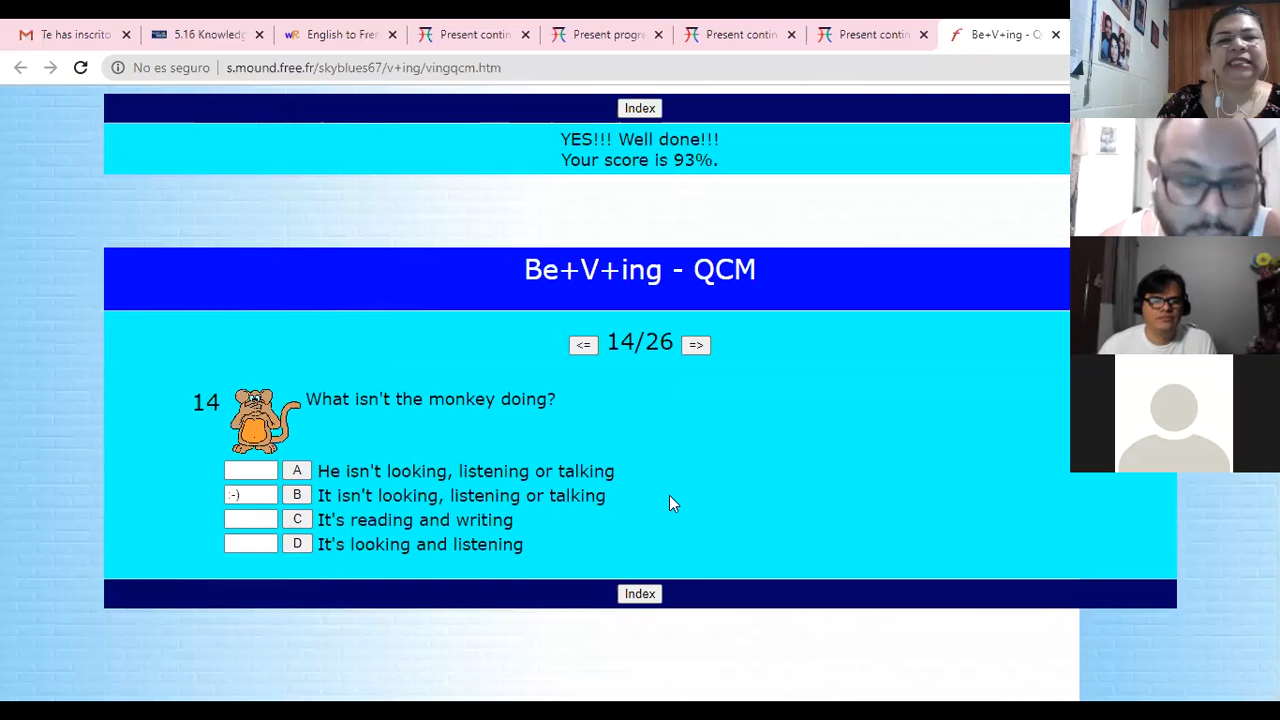 Te has inscrito
5.16 Knowledg
English to Fren
Present contin
Present progre
Present contin
Present contin
Be+V+ing - Q
No es seguro
s.mound.free.fr/skyblues67/v+ing/vingqcm.htm
Index
YES!!! Well done!!!
Your score is 93%.
Be+V+ing - QCM
<= 14/26 =>
14 What isn't the monkey doing?
A He isn't looking, listening or talking
:-) B It isn't looking, listening or talking
C It's reading and writing
D It's looking and listening
Index